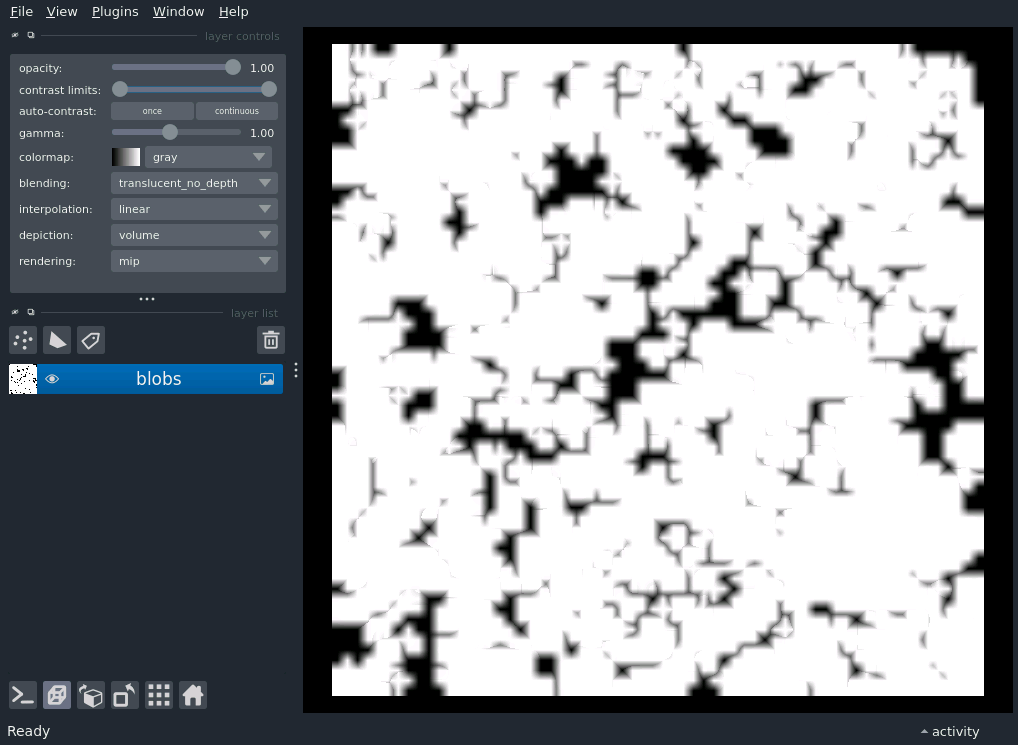 File View Plugins Window Help
layer controls
opacity: 1.00
contrast limits:
auto-contrast: once continuous
gamma: 1.00
colormap: gray
blending: translucent_no_depth
interpolation: linear
depiction: volume
rendering: mip
layer list
blobs
Ready activity